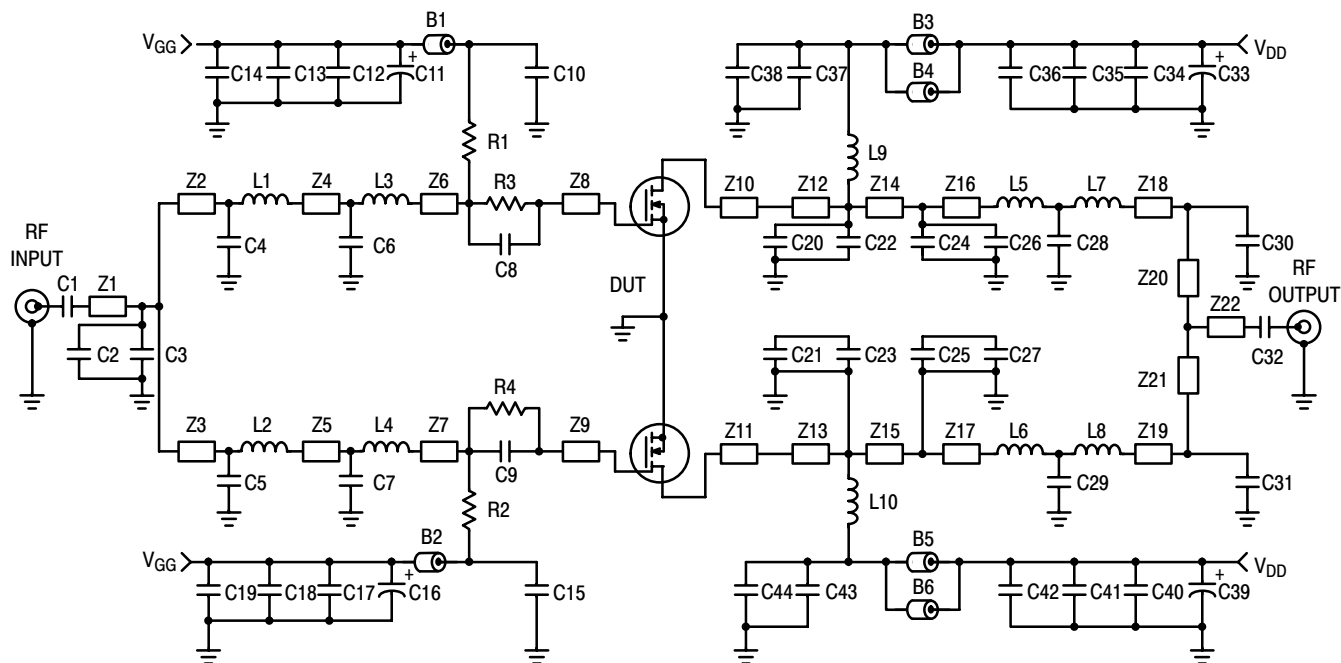 B1
B3
V_GG
V_DD
C14 C13 C12 + C11 C10
C38 C37
B4
C36 C35 C34 + C33
R1
L9
Z2 L1 Z4 L3 Z6 R3 Z8
Z10 Z12 Z14 Z16 L5 L7 Z18
C4 C6 C8
C20 C22 C24 C26 C28 C30
RF
INPUT
C1 Z1
DUT
Z20
Z22
RF
OUTPUT
C2 C3
C21 C23 C25 C27
C32
Z21
R4
Z3 L2 Z5 L4 Z7 C9 Z9
Z11 Z13 Z15 Z17 L6 L8 Z19
C5 C7
C29 C31
R2
L10
B2
B5
V_GG
V_DD
C19 C18 C17 + C16 C15
C44 C43
B6
C42 C41 C40 + C39